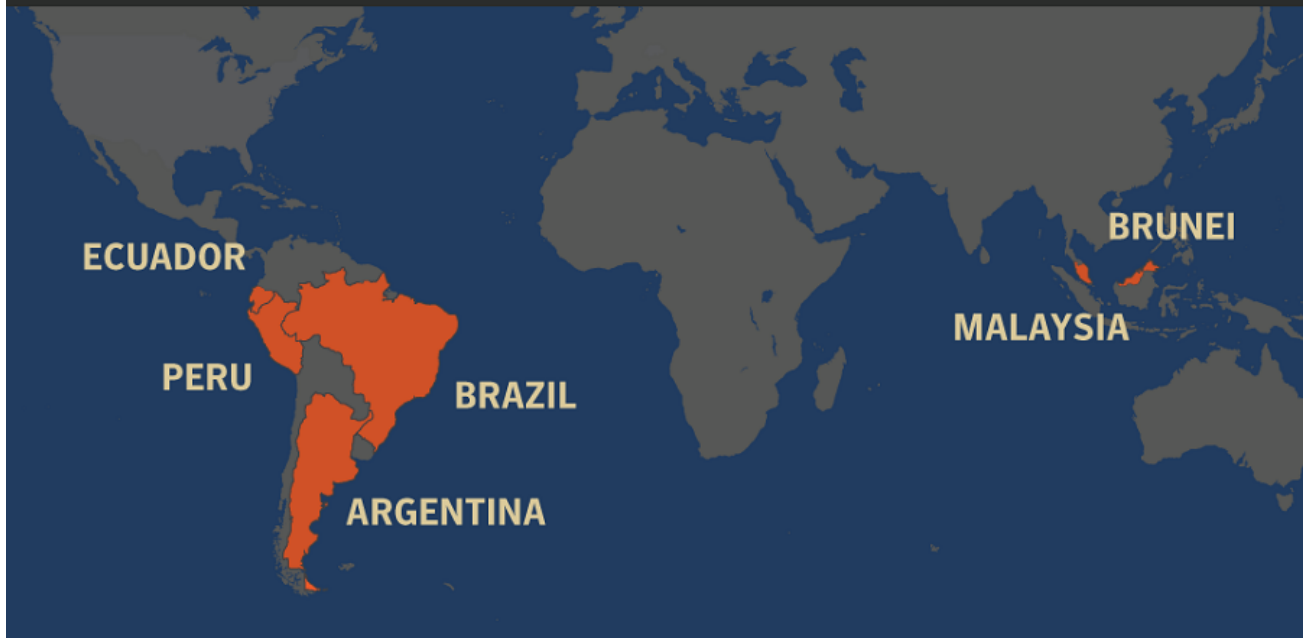 BRUNEI
ECUADOR
MALAYSIA
PERU
BRAZIL
ARGENTINA